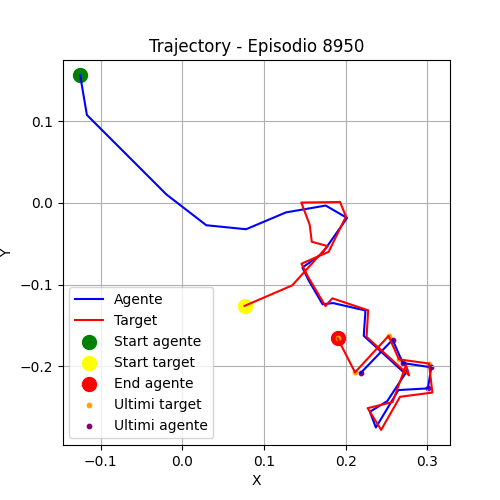 Trajectory - Episodio 8950
Y
0.1
0.0
−0.1
−0.2
Agente
Target
Start agente
Start target
End agente
Ultimi target
Ultimi agente
−0.1
0.0
0.1
0.2
0.3
X